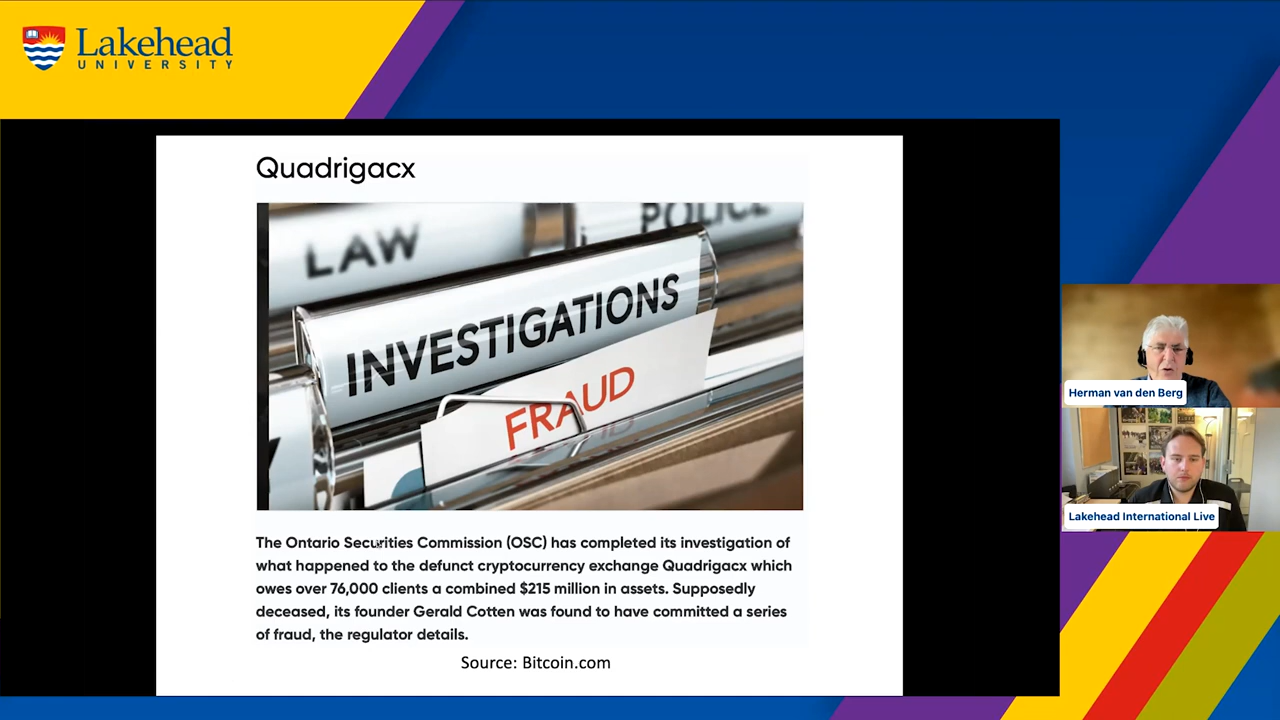 Lakehead
UNIVERSITY
Quadrigacx
LAW
POLICE
INVESTIGATIONS
FRAUD
The Ontario Securities Commission (OSC) has completed its investigation of
what happened to the defunct cryptocurrency exchange Quadrigacx which
owes over 76,000 clients a combined $215 million in assets. Supposedly
deceased, its founder Gerald Cotten was found to have committed a series
of fraud, the regulator details.
Source: Bitcoin.com
Herman van den Berg
Lakehead International Live